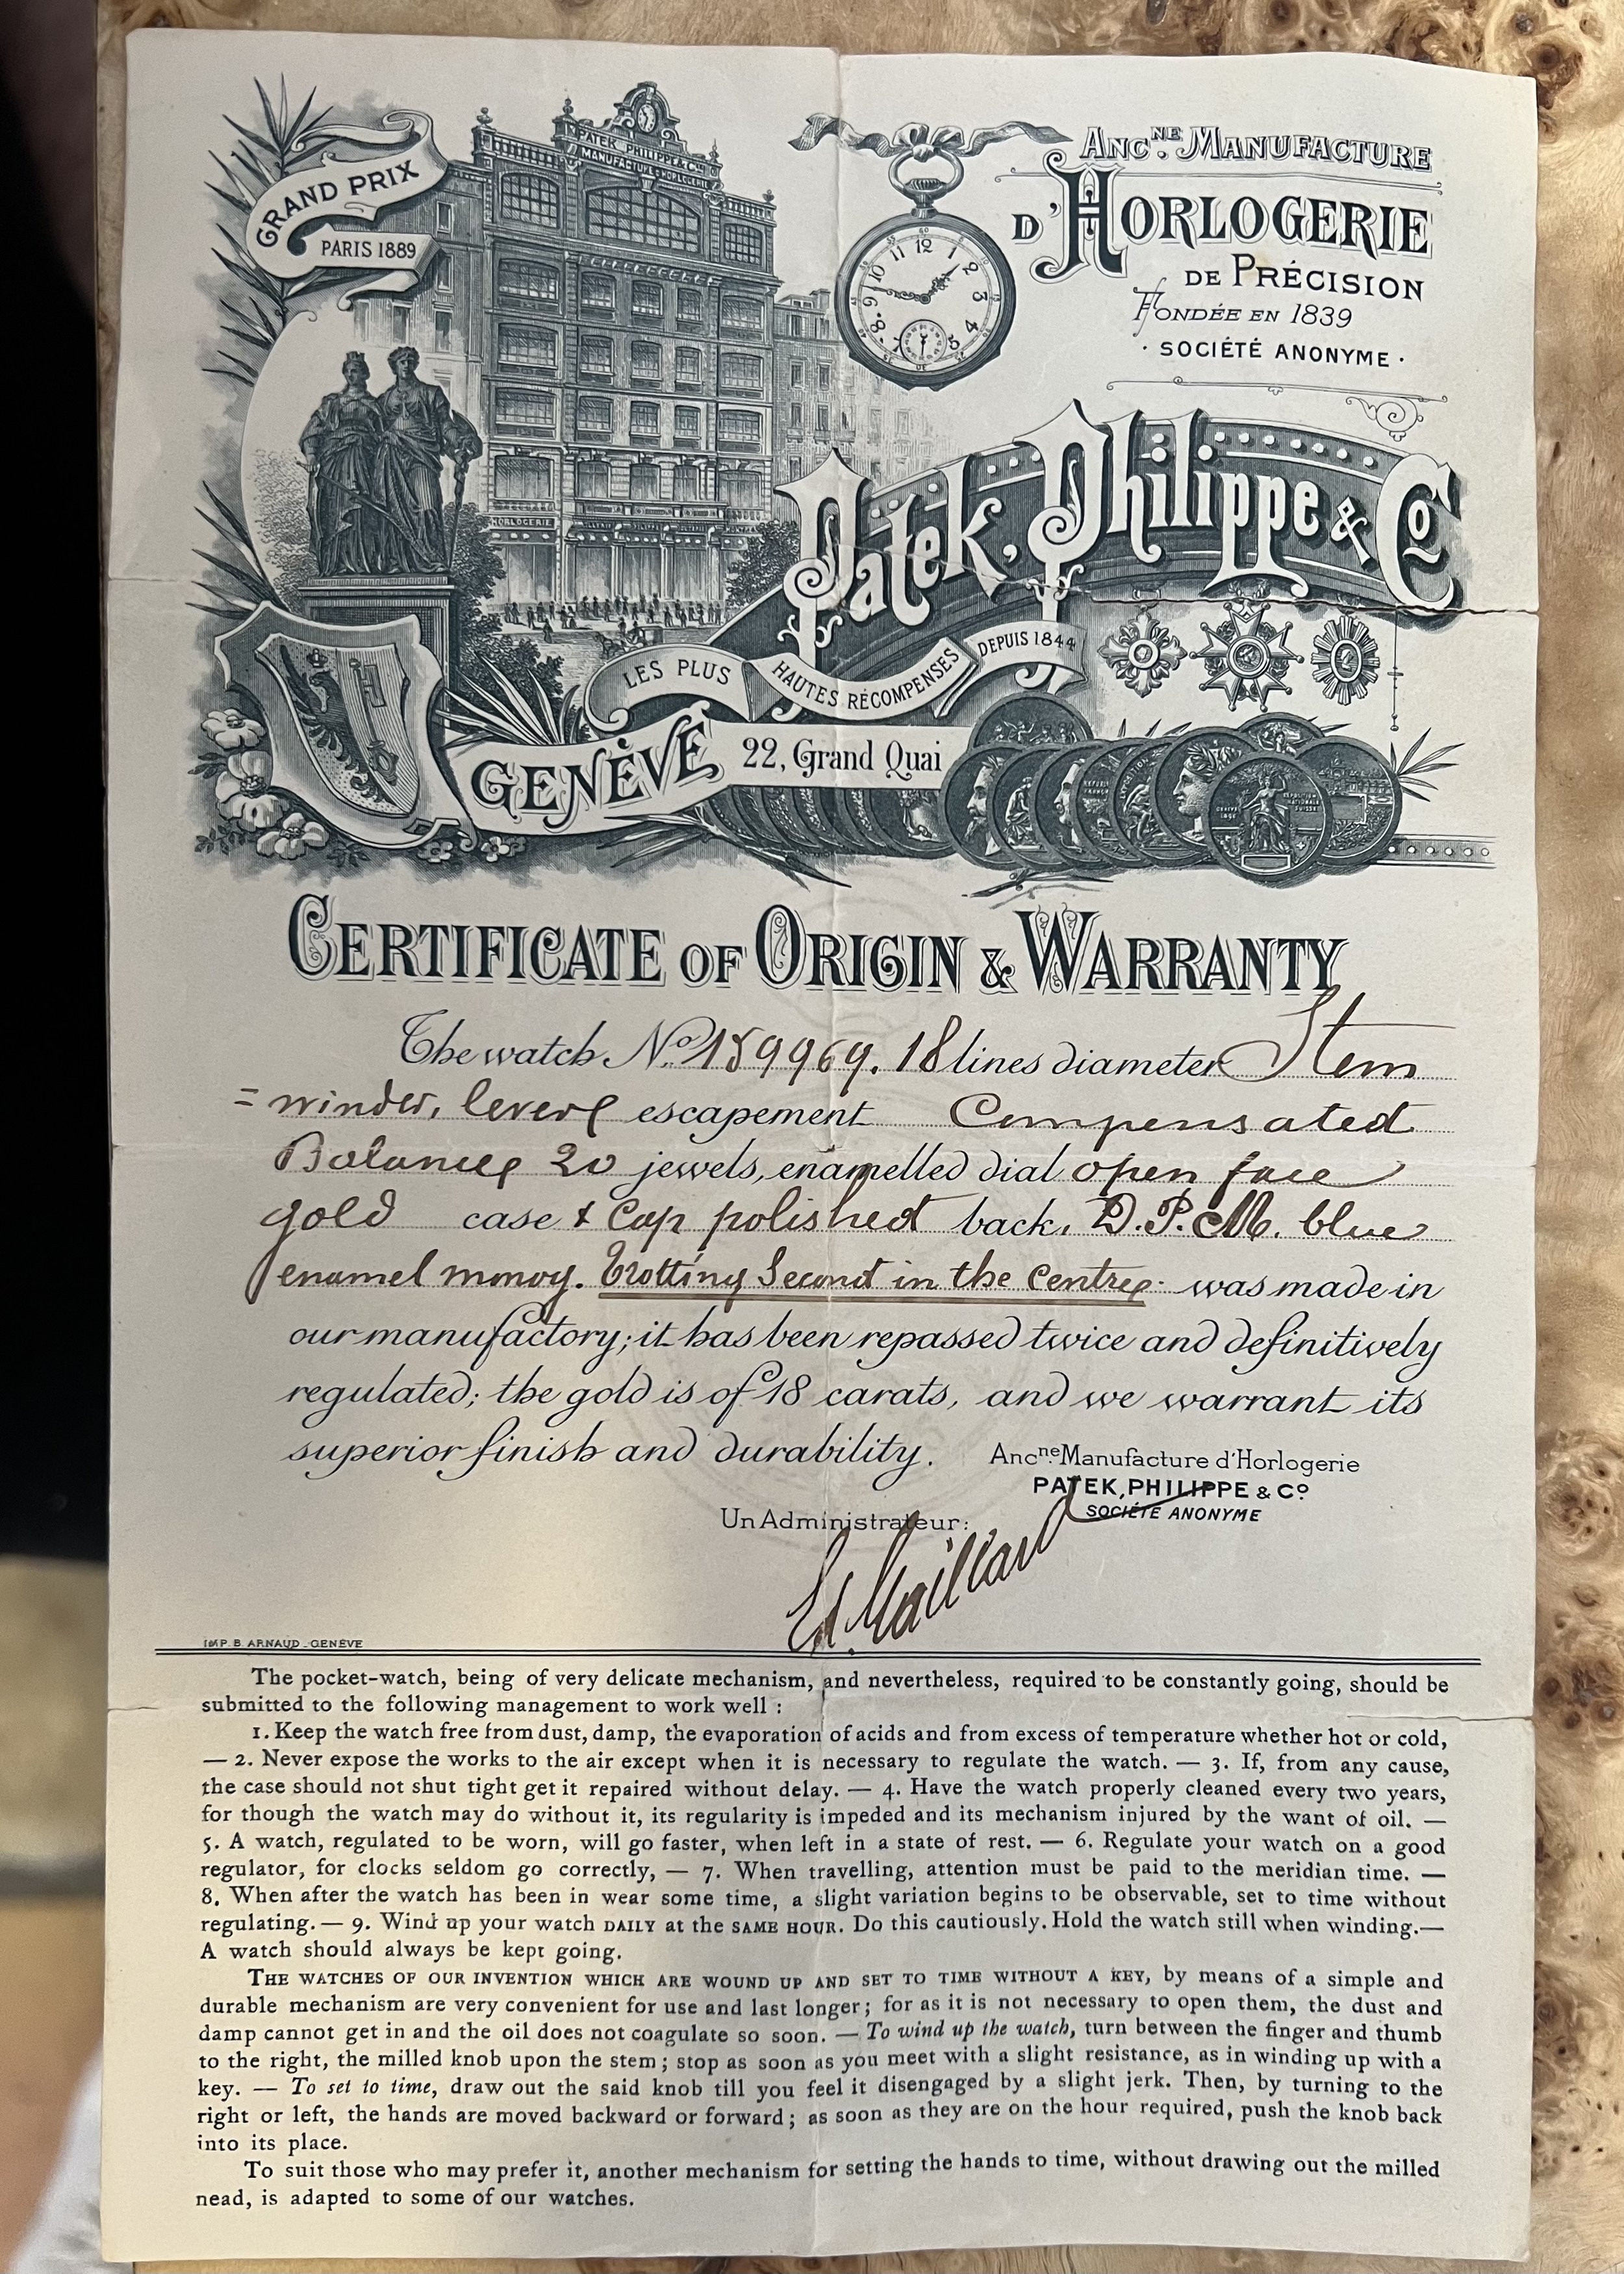 GRAND PRIX
PARIS 1889
PATEK PHILIPPE & Cie
MANUFACTURE D'HORLOGERIE
HORLOGERIE
ANCNE. MANUFACTURE
D'HORLOGERIE
DE PRÉCISION
FONDÉE EN 1839
· SOCIÉTÉ ANONYME ·
Patek, Philippe & Co
LES PLUS HAUTES RÉCOMPENSES DEPUIS 1844
GENÈVE 22, Grand Quai
CERTIFICATE OF ORIGIN & WARRANTY
The watch No 189969. 18 lines diameter Stem
= winder, lever escapement Compensated
Balance 20 jewels, enamelled dial open face
gold case & Cap polished back. D.P.M. blue
enamel monog. Trotting Second in the Centre. was made in
our manufactory; it has been repassed twice and definitively
regulated; the gold is of 18 carats, and we warrant its
superior finish and durability.
Ancne. Manufacture d'Horlogerie
PATEK, PHILIPPE & Co
SOCIÉTÉ ANONYME
Un Administrateur:
IMP. B. ARNAUD _ GENÈVE
The pocket-watch, being of very delicate mechanism, and nevertheless, required to be constantly going, should be
submitted to the following management to work well :
1. Keep the watch free from dust, damp, the evaporation of acids and from excess of temperature whether hot or cold,
— 2. Never expose the works to the air except when it is necessary to regulate the watch. — 3. If, from any cause,
the case should not shut tight get it repaired without delay. — 4. Have the watch properly cleaned every two years,
for though the watch may do without it, its regularity is impeded and its mechanism injured by the want of oil. —
5. A watch, regulated to be worn, will go faster, when left in a state of rest. — 6. Regulate your watch on a good
regulator, for clocks seldom go correctly, — 7. When travelling, attention must be paid to the meridian time. —
8. When after the watch has been in wear some time, a slight variation begins to be observable, set to time without
regulating. — 9. Wind up your watch DAILY at the SAME HOUR. Do this cautiously. Hold the watch still when winding.—
A watch should always be kept going.
THE WATCHES OF OUR INVENTION WHICH ARE WOUND UP AND SET TO TIME WITHOUT A KEY, by means of a simple and
durable mechanism are very convenient for use and last longer; for as it is not necessary to open them, the dust and
damp cannot get in and the oil does not coagulate so soon. — To wind up the watch, turn between the finger and thumb
to the right, the milled knob upon the stem; stop as soon as you meet with a slight resistance, as in winding up with a
key. — To set to time, draw out the said knob till you feel it disengaged by a slight jerk. Then, by turning to the
right or left, the hands are moved backward or forward; as soon as they are on the hour required, push the knob back
into its place.
To suit those who may prefer it, another mechanism for setting the hands to time, without drawing out the milled
nead, is adapted to some of our watches.